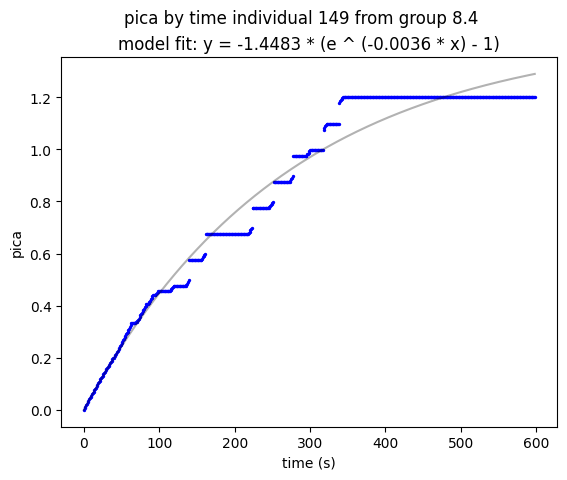 pica by time individual 149 from group 8.4
model fit: y = -1.4483 * (e ^ (-0.0036 * x) - 1)
1.2
1.0
0.8
0.6
0.4
0.2
0.0
pica
0 100 200 300 400 500 600
time (s)